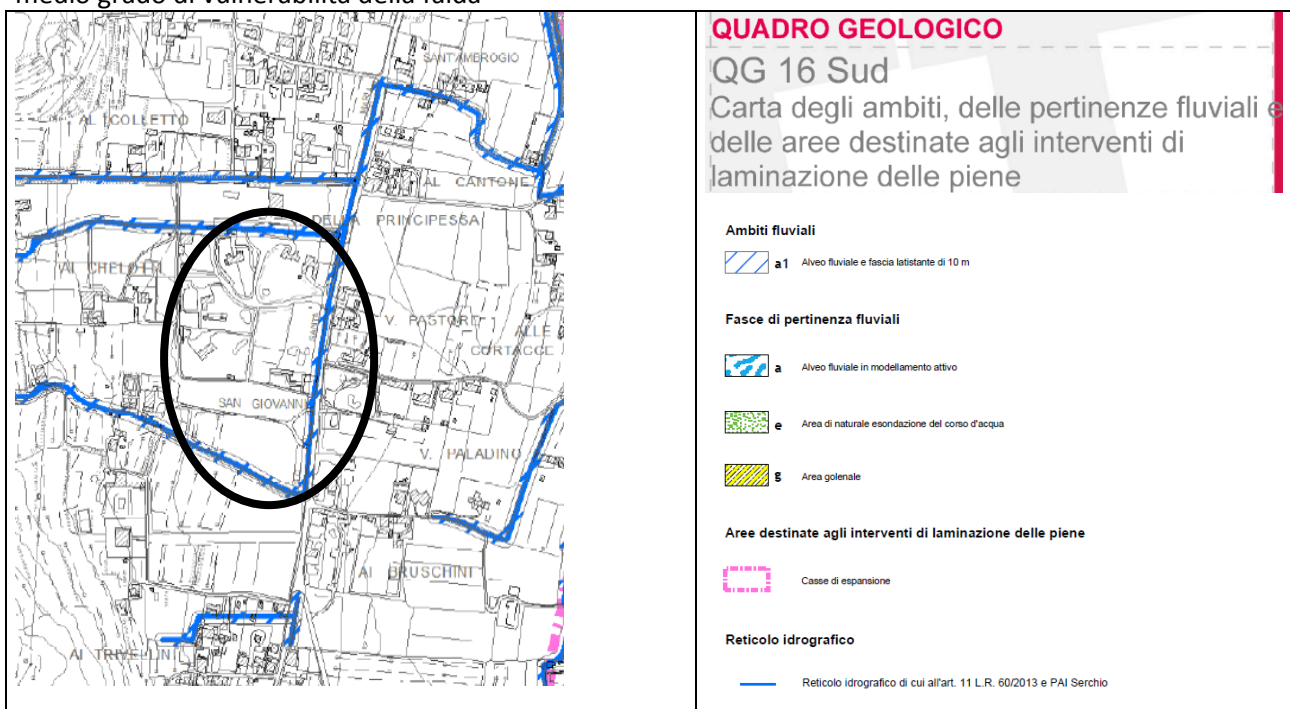 medio grado di vulnerabilità della falda
SANT'AMBROGIO
AL COLLETTO
AL CANTONE
DELLA PRINCIPESSA
AI CHELOTTI
V. PASTORE
ALLE
CORTACCE
SAN GIOVANNI
V. PALADINO
AI BRUSCHINI
AI TRIVELLINI
QUADRO GEOLOGICO
QG 16 Sud
Carta degli ambiti, delle pertinenze fluviali e
delle aree destinate agli interventi di
laminazione delle piene
Ambiti fluviali
a1 Alveo fluviale e fascia latistante di 10 m
Fasce di pertinenza fluviali
a Alveo fluviale in modellamento attivo
e Area di naturale esondazione del corso d'acqua
g Area golenale
Aree destinate agli interventi di laminazione delle piene
Casse di espansione
Reticolo idrografico
Reticolo idrografico di cui all'art. 11 L.R. 60/2013 e PAI Serchio